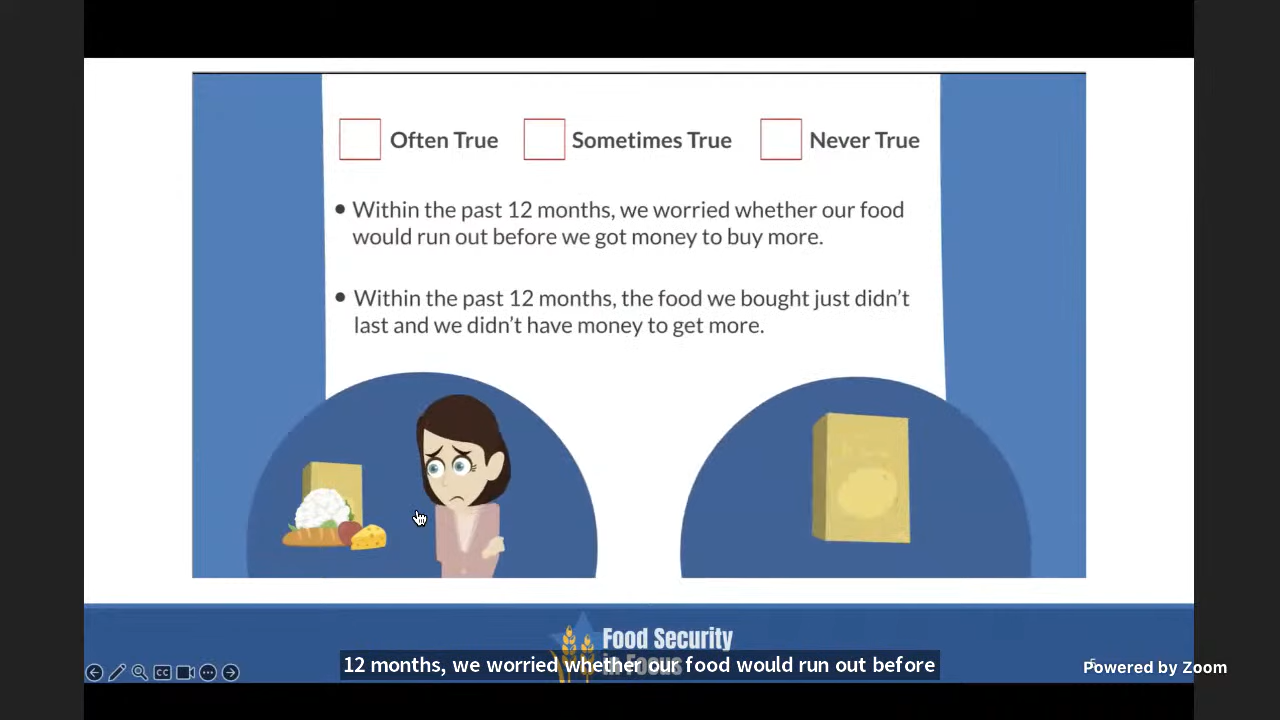 Often True Sometimes True Never True
• Within the past 12 months, we worried whether our food
would run out before we got money to buy more.
• Within the past 12 months, the food we bought just didn’t
last and we didn’t have money to get more.
Food Security
in Focus
12 months, we worried whether our food would run out before
CC
Powered by Zoom